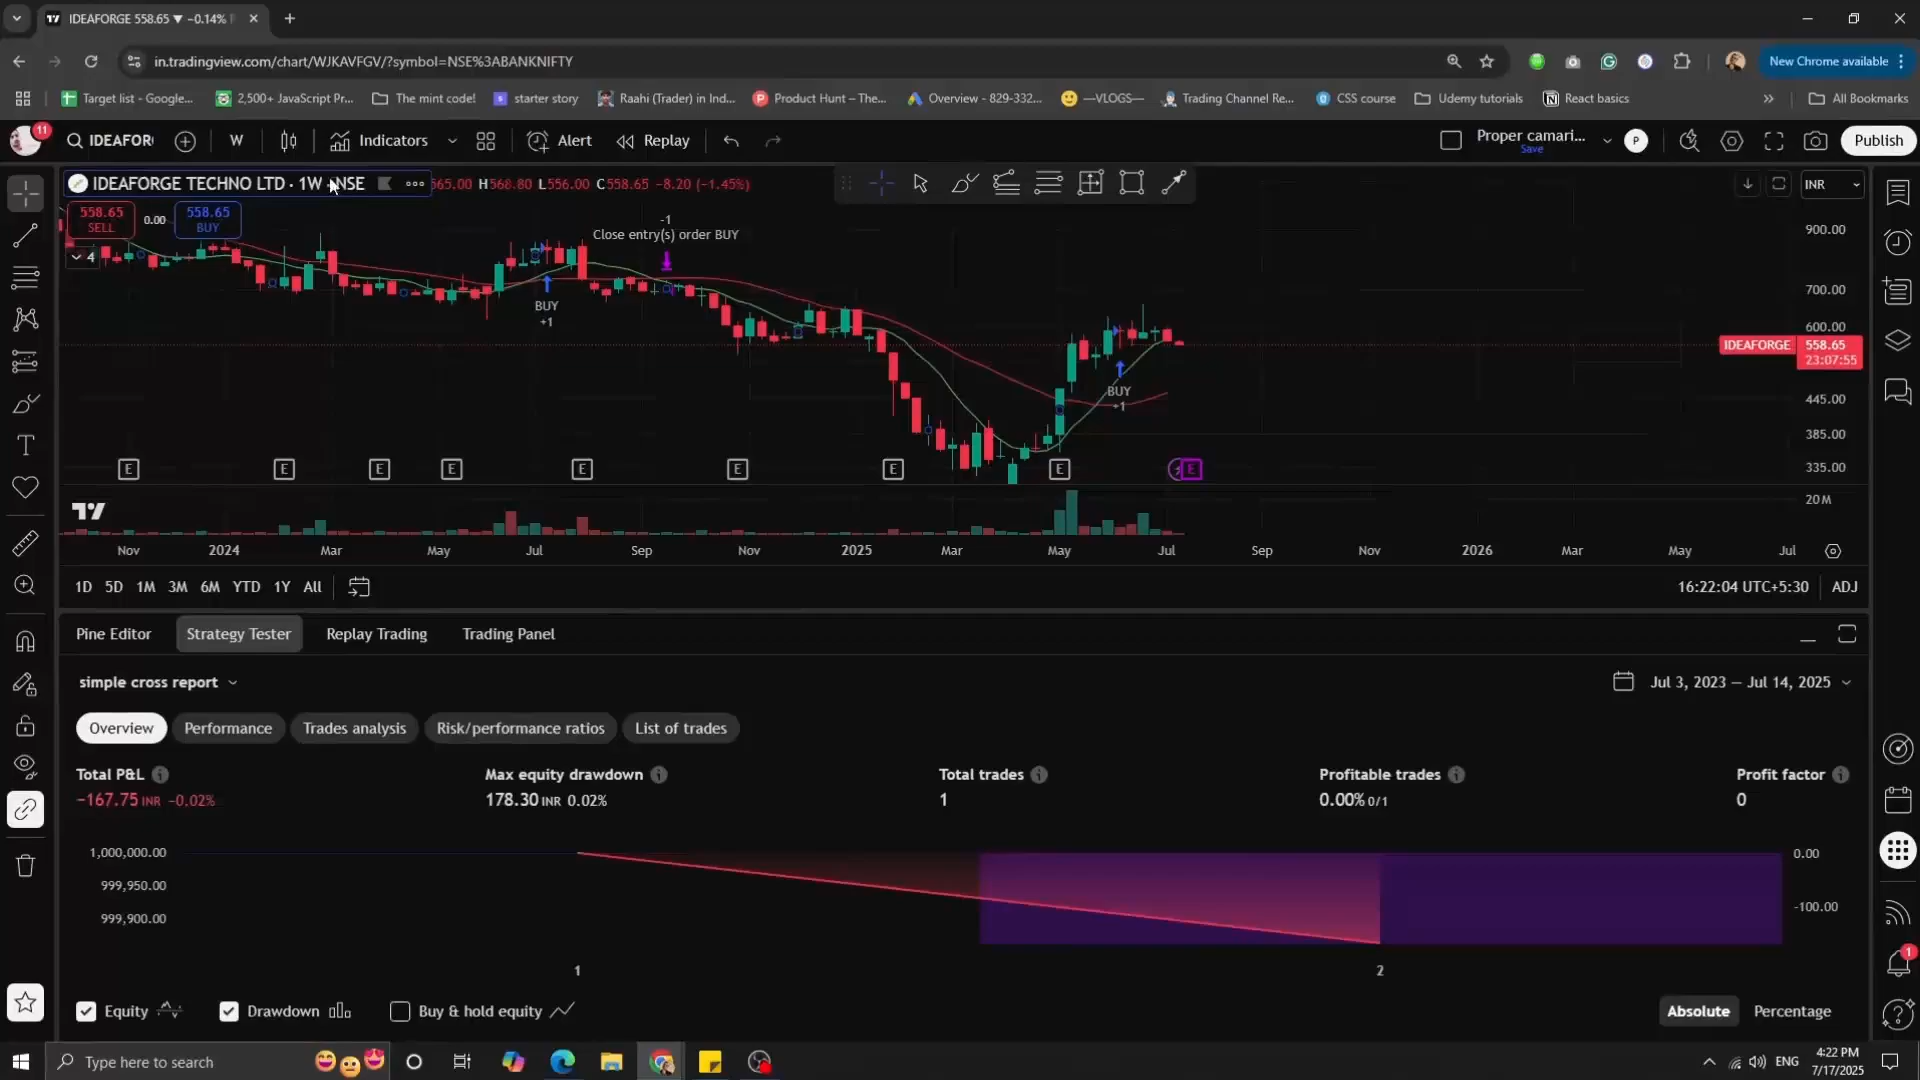 IDEAFORGE 558.65 ▼ −0.14%
in.tradingview.com/chart/WJKAVFGV/?symbol=NSE%3ABANKNIFTY
New Chrome available
Target list - Google...
2,500+ JavaScript Pr...
The mint code!
starter story
Raahi (Trader) in Ind...
Product Hunt – The...
Overview - 829-332...
—VLOGS—
Trading Channel Re...
CSS course
Udemy tutorials
React basics
All Bookmarks
11
IDEAFOR
W
Indicators
Alert
Replay
Proper camari...
Save
P
Publish
IDEAFORGE TECHNO LTD · 1W · NSE
565.00 H568.80 L556.00 C558.65 −8.20 (−1.45%)
INR
558.65
SELL
0.00
558.65
BUY
4
-1
Close entry(s) order BUY
BUY
+1
BUY
+1
900.00
700.00
600.00
IDEAFORGE
558.65
23:07:55
445.00
385.00
335.00
20 M
E E E E E E E E E
Nov 2024 Mar May Jul Sep Nov 2025 Mar May Jul Sep Nov 2026 Mar May Jul
1D 5D 1M 3M 6M YTD 1Y All
16:22:04 UTC+5:30
ADJ
Pine Editor
Strategy Tester
Replay Trading
Trading Panel
simple cross report
Jul 3, 2023 — Jul 14, 2025
Overview
Performance
Trades analysis
Risk/performance ratios
List of trades
Total P&L
−167.75 INR −0.02%
Max equity drawdown
178.30 INR 0.02%
Total trades
1
Profitable trades
0.00% 0/1
Profit factor
0
1,000,000.00
999,950.00
999,900.00
0.00
-100.00
1
2
Equity
Drawdown
Buy & hold equity
Absolute
Percentage
1
Type here to search
ENG
4:22 PM
7/17/2025